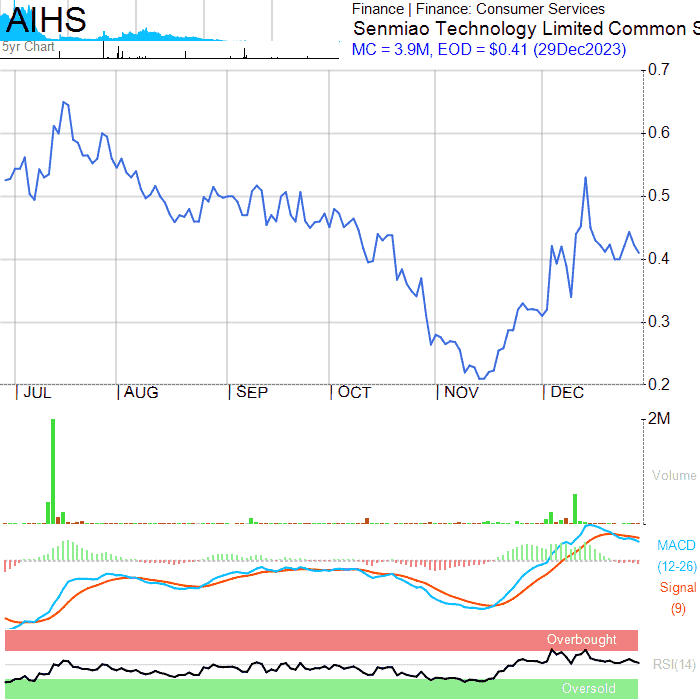 AIHS
5yr Chart
Finance | Finance: Consumer Services
Senmiao Technology Limited Common S
MC = 3.9M, EOD = $0.41 (29Dec2023)
0.7
0.6
0.5
0.4
0.3
0.2
JUL AUG SEP OCT NOV DEC
2M
Volume
MACD
(12-26)
Signal
(9)
Overbought
RSI(14)
Oversold